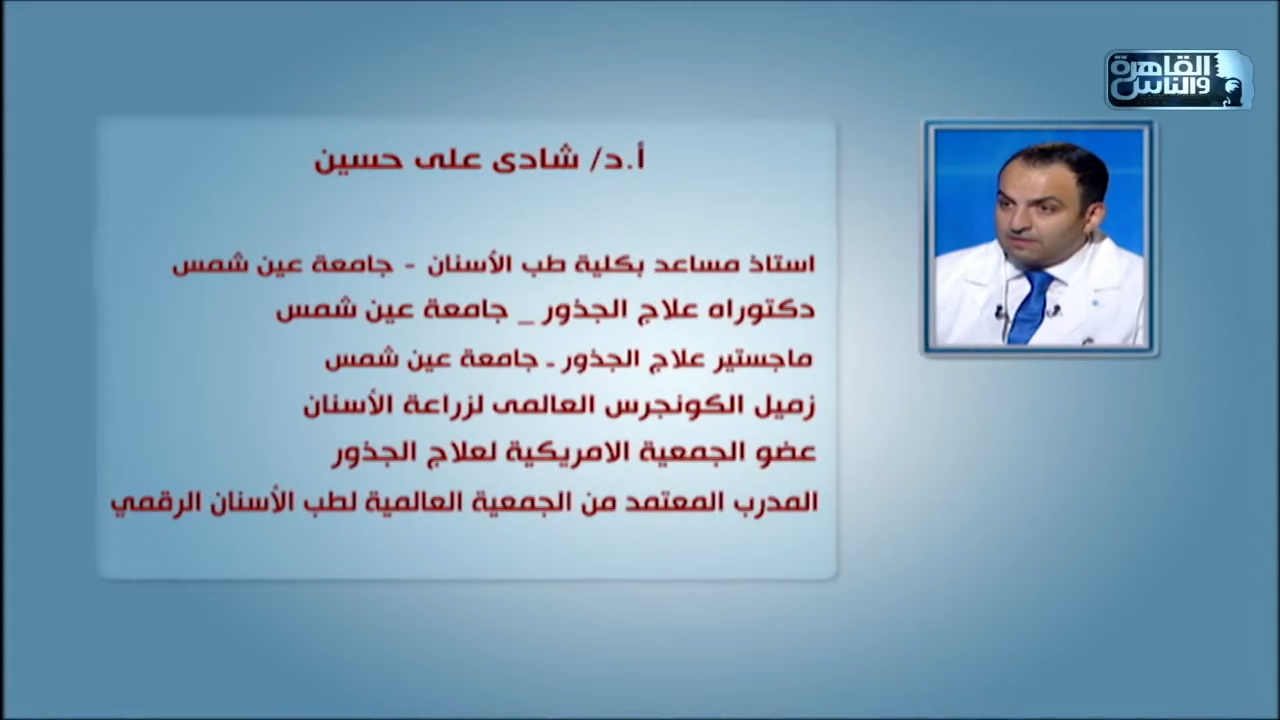 القاهرة
والناس
أ.د/ شادى على حسين
استاذ مساعد بكلية طب الأسنان - جامعة عين شمس
دكتوراه علاج الجذور _ جامعة عين شمس
ماجستير علاج الجذور - جامعة عين شمس
زميل الكونجرس العالمى لزراعة الأسنان
عضو الجمعية الامريكية لعلاج الجذور
المدرب المعتمد من الجمعية العالمية لطب الأسنان الرقمي